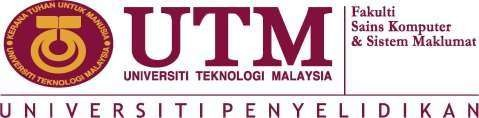 KERANA TUHAN UNTUK MANUSIA
UNIVERSITI TEKNOLOGI MALAYSIA
UTM
UNIVERSITI TEKNOLOGI MALAYSIA
Fakulti
Sains Komputer
& Sistem Maklumat
UNIVERSITI PENYELIDIKAN